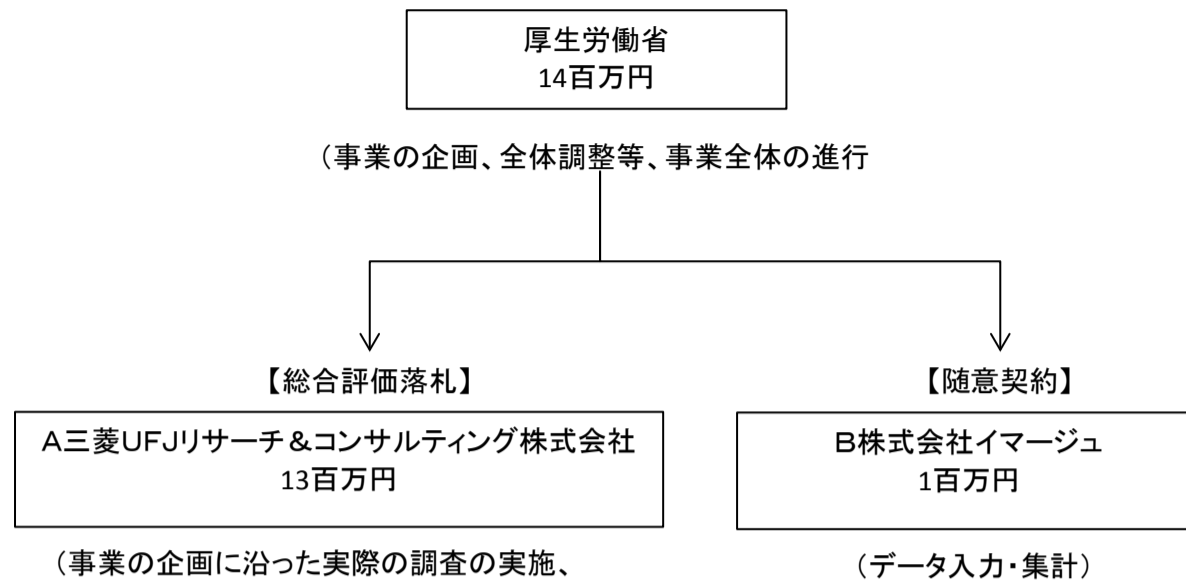 厚生労働省
14百万円
（事業の企画、全体調整等、事業全体の進行
【総合評価落札】
【随意契約】
A三菱UFJリサーチ＆コンサルティング株式会社
13百万円
B株式会社イマージュ
1百万円
（事業の企画に沿った実際の調査の実施、
（データ入力・集計）